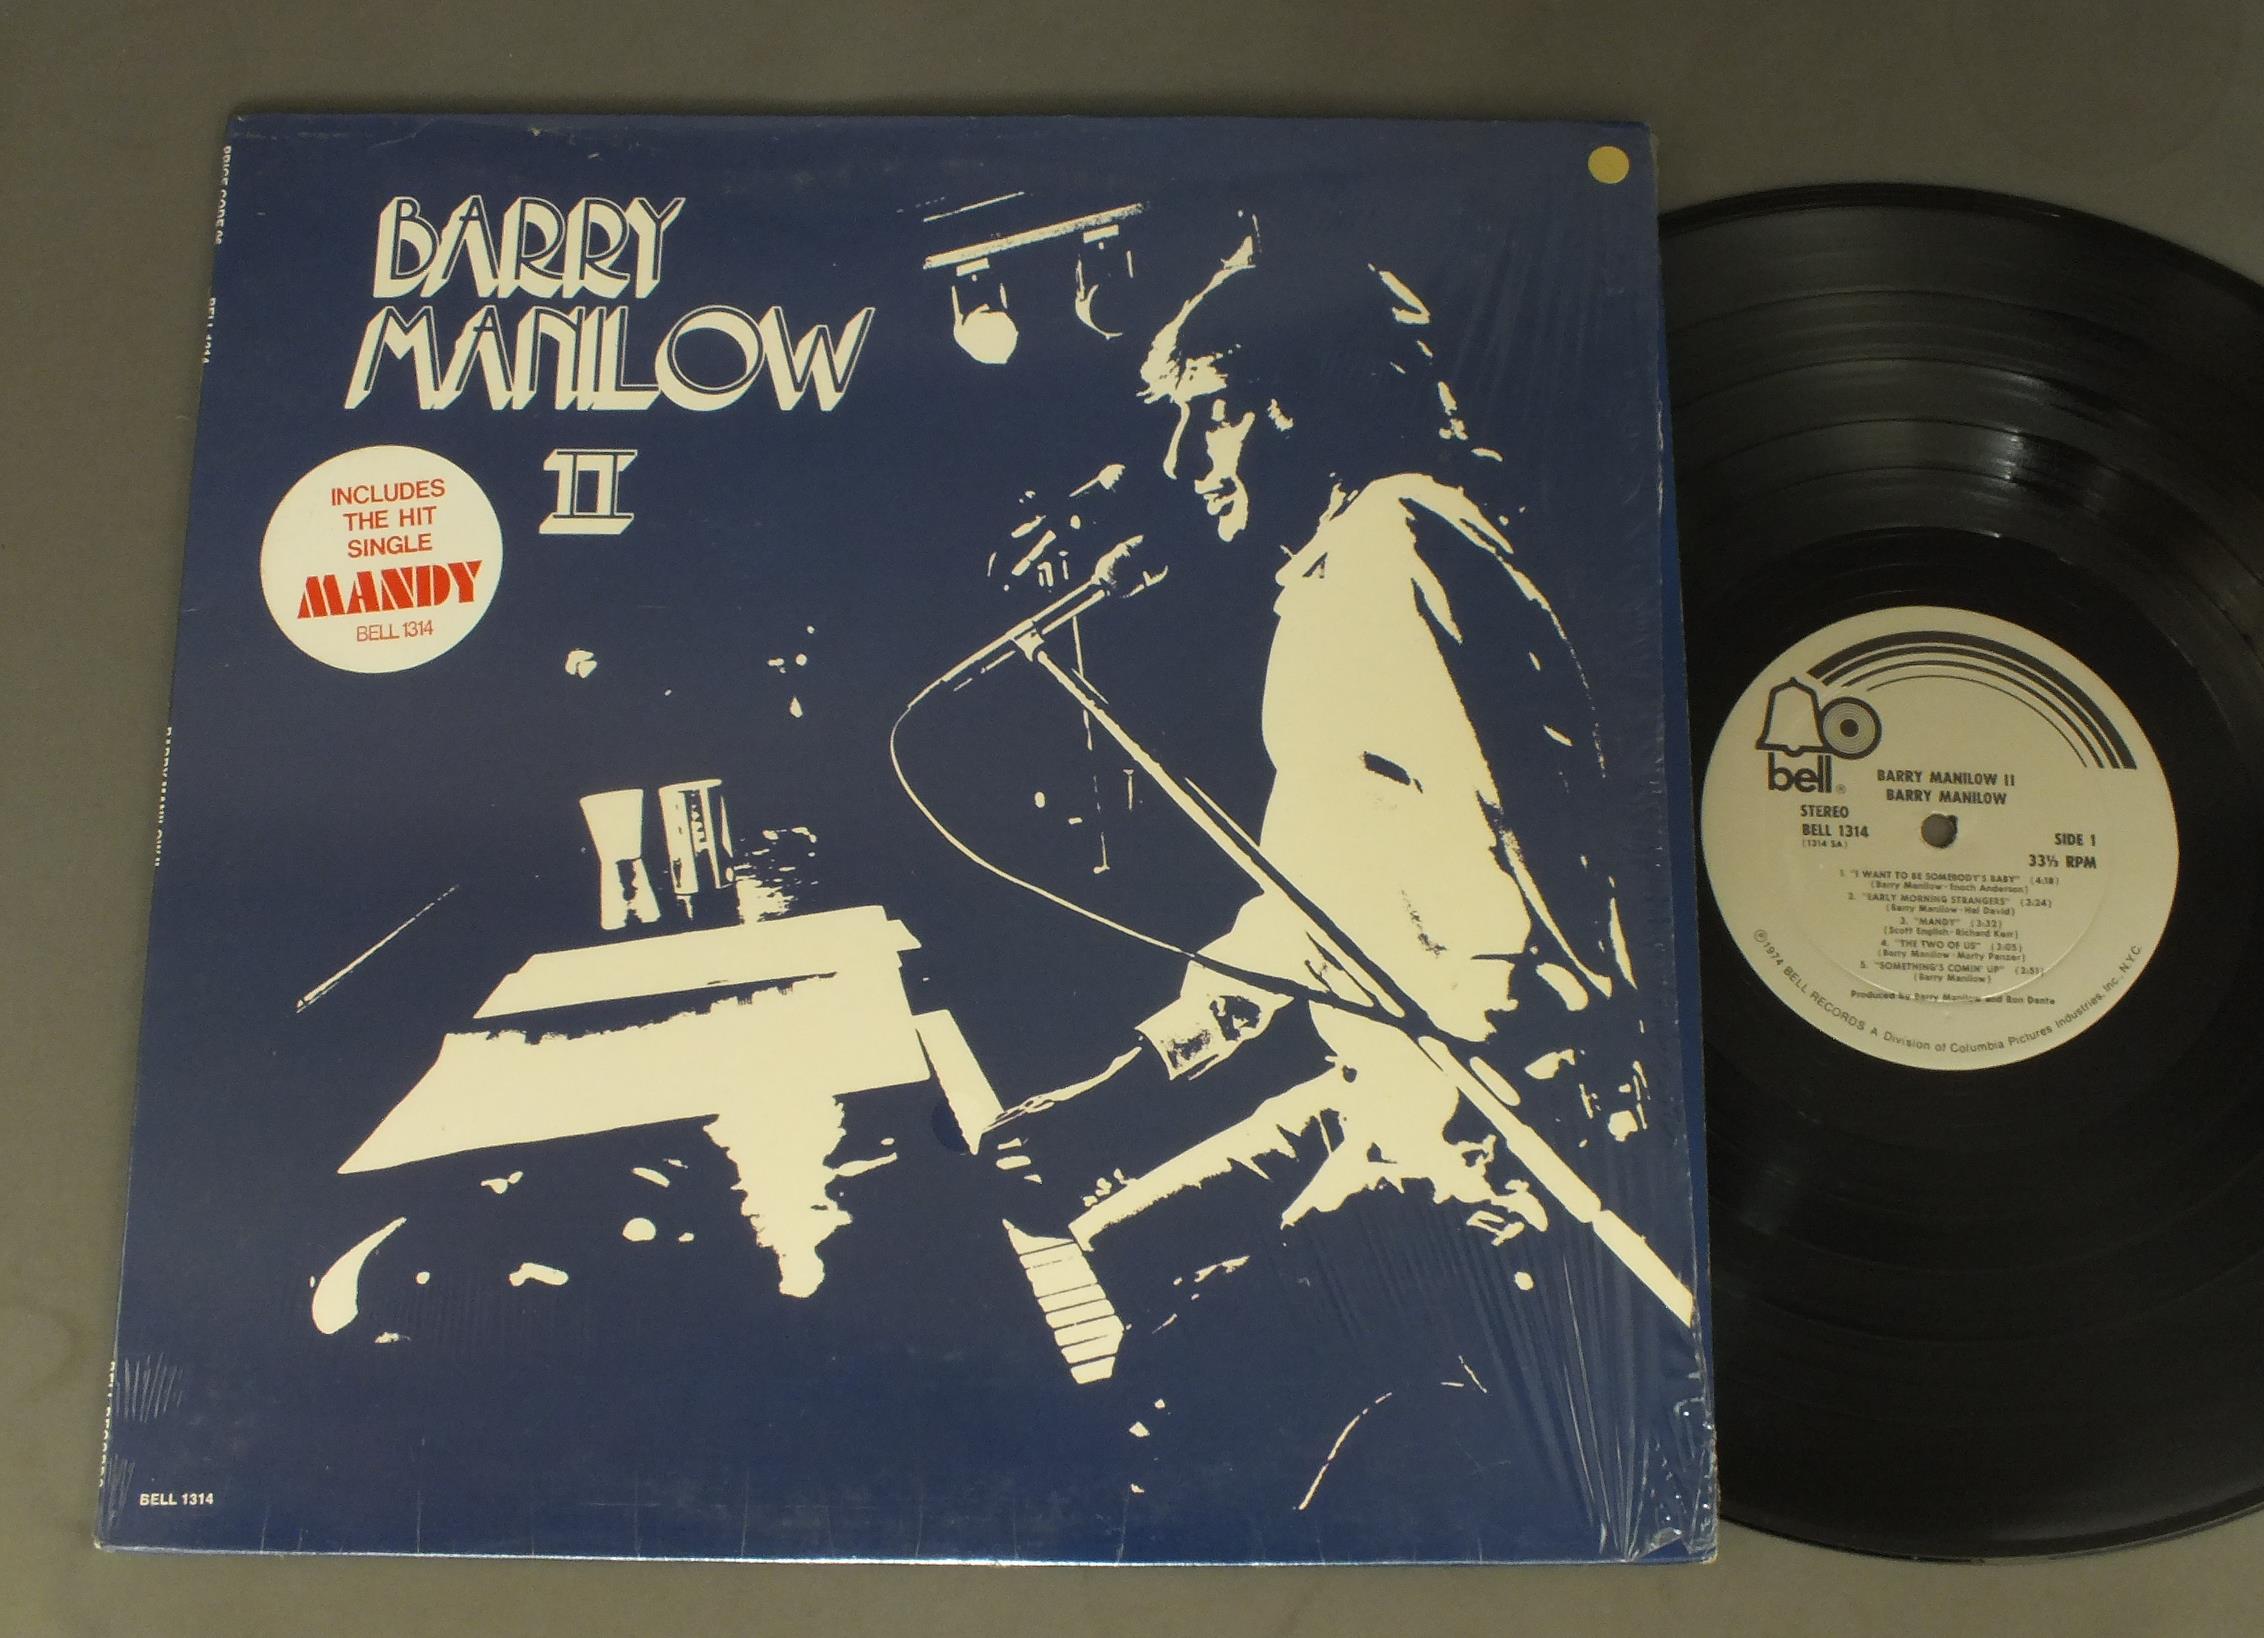 BARRY
MANILOW
II
INCLUDES
THE HIT
SINGLE
MANDY
BELL 1314
BELL 1314
bell®
BARRY MANILOW II
BARRY MANILOW
STEREO
BELL 1314
(1314 SA)
SIDE 1
33⅓ RPM
1. "I WANT TO BE SOMEBODY'S BABY" (4:18)
(Barry Manilow-Enoch Anderson)
2. "EARLY MORNING STRANGERS" (3:24)
(Barry Manilow-Hal David)
3. "MANDY" (3:32)
(Scott English-Richard Kerr)
4. "THE TWO OF US" (3:05)
(Barry Manilow-Marty Panzer)
5. "SOMETHING'S COMIN' UP" (2:51)
(Barry Manilow)
Produced by Barry Manilow and Ron Dante
℗1974 BELL RECORDS A Division of Columbia Pictures Industries, Inc., N.Y.C.